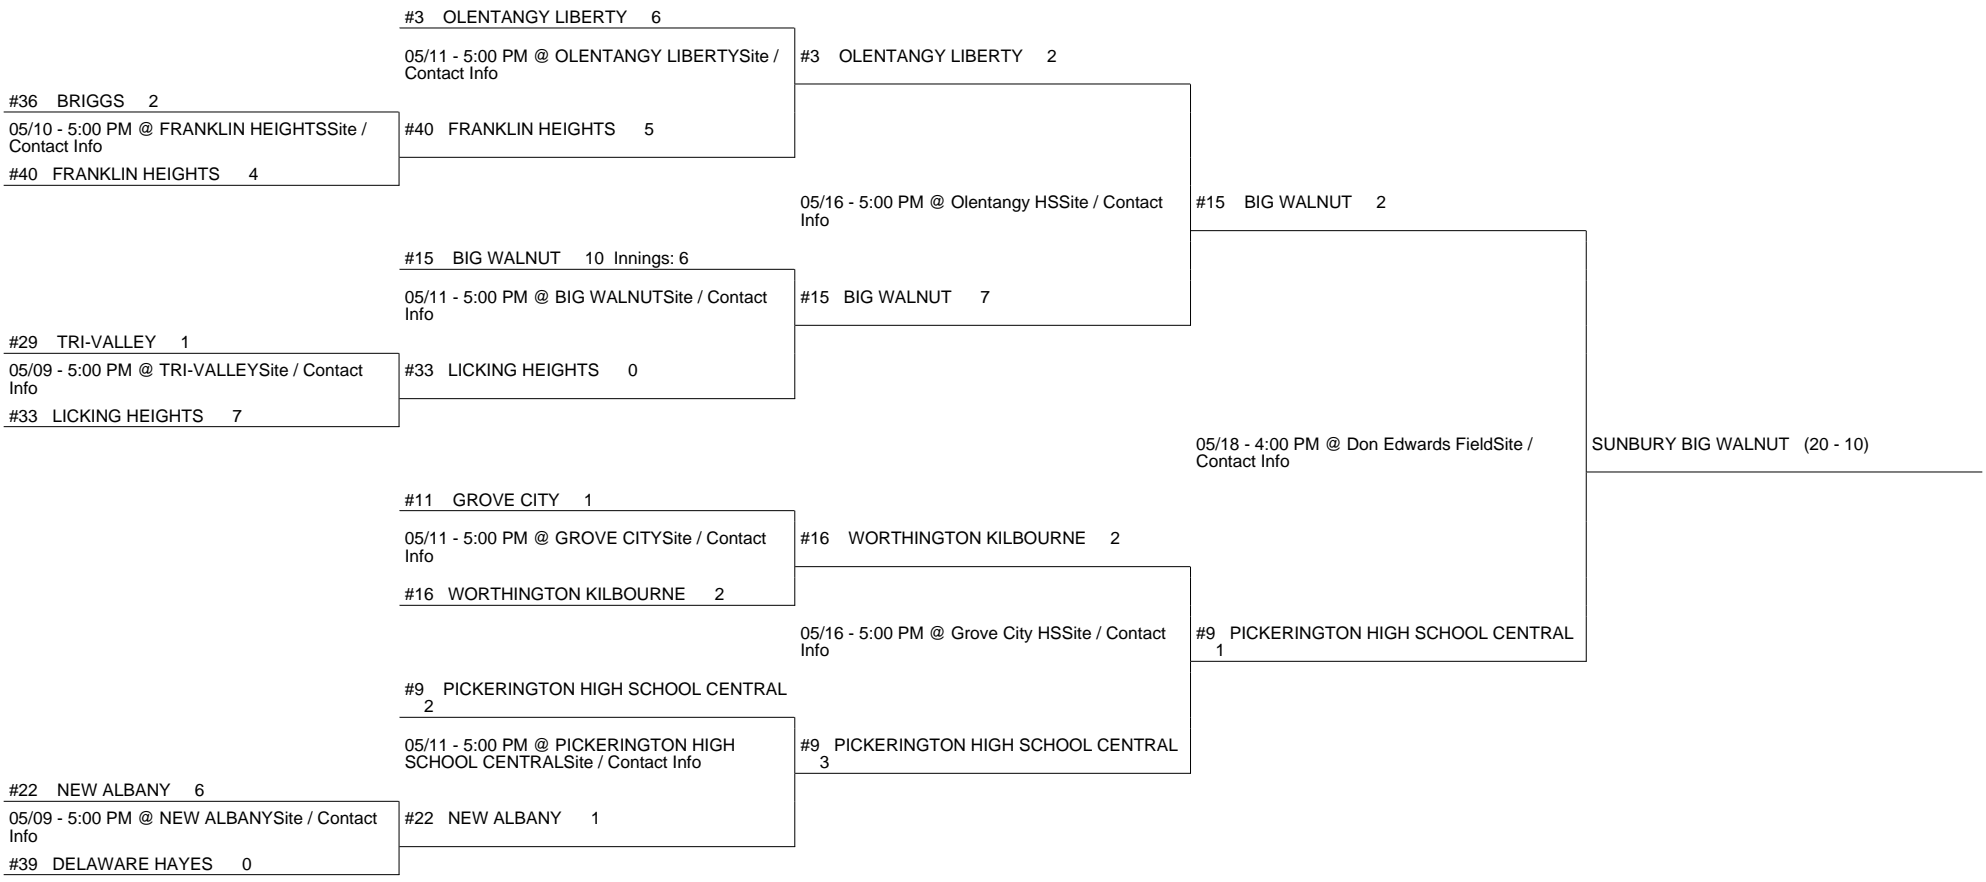 #3 OLENTANGY LIBERTY 6
05/11 - 5:00 PM @ OLENTANGY LIBERTYSite /
Contact Info
#3 OLENTANGY LIBERTY 2
#36 BRIGGS 2
05/10 - 5:00 PM @ FRANKLIN HEIGHTSSite /
Contact Info
#40 FRANKLIN HEIGHTS 5
#40 FRANKLIN HEIGHTS 4
05/16 - 5:00 PM @ Olentangy HSSite / Contact
Info
#15 BIG WALNUT 2
#15 BIG WALNUT 10 Innings: 6
05/11 - 5:00 PM @ BIG WALNUTSite / Contact
Info
#15 BIG WALNUT 7
#29 TRI-VALLEY 1
05/09 - 5:00 PM @ TRI-VALLEYSite / Contact
Info
#33 LICKING HEIGHTS 0
#33 LICKING HEIGHTS 7
05/18 - 4:00 PM @ Don Edwards FieldSite /
Contact Info
SUNBURY BIG WALNUT (20 - 10)
#11 GROVE CITY 1
05/11 - 5:00 PM @ GROVE CITYSite / Contact
Info
#16 WORTHINGTON KILBOURNE 2
#16 WORTHINGTON KILBOURNE 2
05/16 - 5:00 PM @ Grove City HSSite / Contact
Info
#9 PICKERINGTON HIGH SCHOOL CENTRAL
1
#9 PICKERINGTON HIGH SCHOOL CENTRAL
2
05/11 - 5:00 PM @ PICKERINGTON HIGH
SCHOOL CENTRALSite / Contact Info
#9 PICKERINGTON HIGH SCHOOL CENTRAL
3
#22 NEW ALBANY 6
05/09 - 5:00 PM @ NEW ALBANYSite / Contact
Info
#22 NEW ALBANY 1
#39 DELAWARE HAYES 0